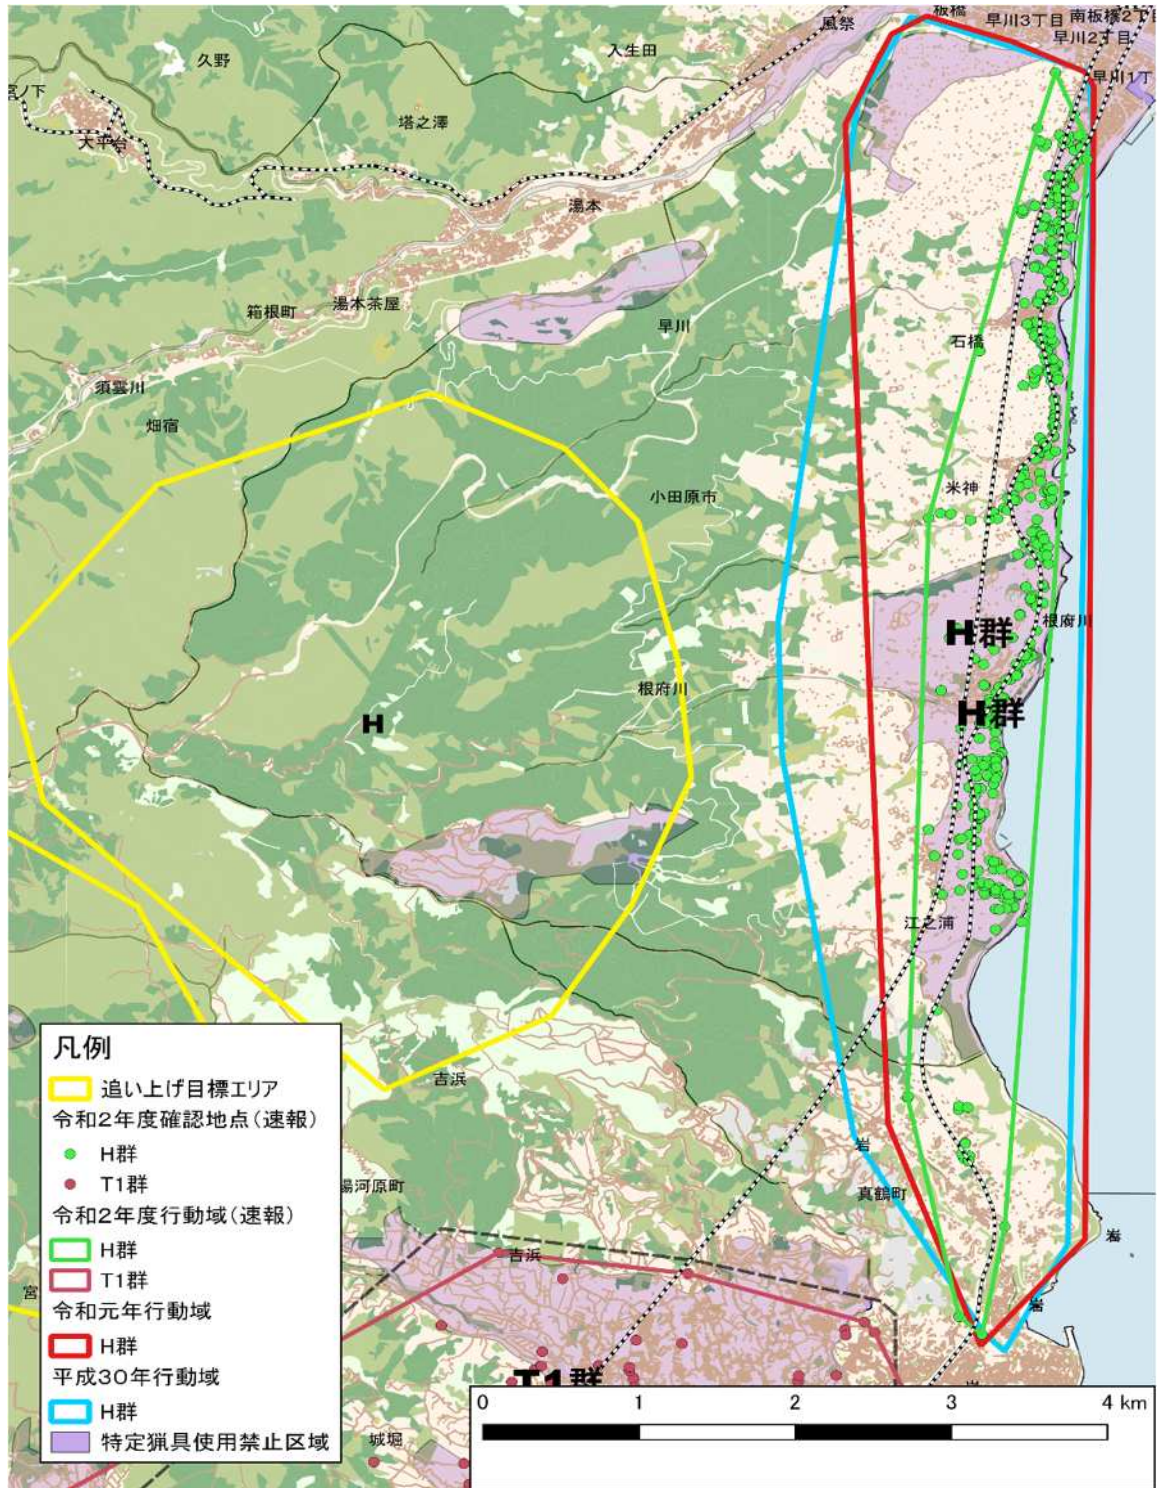 板橋
早川3丁目
南板橋2丁目
風祭
早川2丁目
入生田
久野
早川1丁
宮ノ下
塔之澤
大平台
湯本
箱根町
湯本茶屋
早川
石橋
須雲川
畑宿
小田原市
米神
H群
根府川
根府川
H群
H
江之浦
吉浜
岩
真鶴町
湯河原町
岩
吉浜
宮
岩
T1群
岩
城堀
凡例
追い上げ目標エリア
令和2年度確認地点(速報)
H群
T1群
令和2年度行動域(速報)
H群
T1群
令和元年行動域
H群
平成30年行動域
H群
特定猟具使用禁止区域
0 1 2 3 4 km